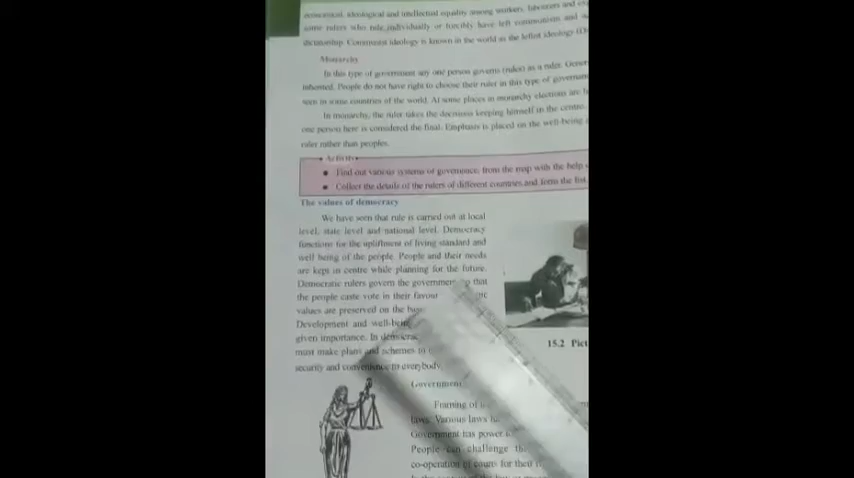 economical, ideological and intellectual equality among workers, labourers and
some rulers who rule individually or forcibly have left communism and
dictatorship. Communist ideology is known in the world as the leftist ideology
Monarchy
In this type of government any one person governs (rules) as a ruler.
inherited. People do not have right to choose their ruler in this type of
seen in some countries of the world. At some places in monarchy elections are
In monarchy, the ruler takes the decisions keeping himself in the centre.
one person here is considered the final. Emphasis is placed on the well-being
ruler rather than peoples.
Activity
• Find out various systems of governance, from the map with the help
• Collect the details of the rulers of different countries and form the list
The values of democracy
We have seen that rule is carried out at local
level, state level and national level. Democracy
functions for the upliftment of living standard and
well being of the people. People and their needs
are kept in centre while planning for the future.
Democratic rulers govern the government that
the people caste vote in their favour
values are preserved on the
Development and well-being
given importance. In
must make plans and schemes to
security and convenience to everybody.
15.2
Government
Framing of
laws. Various laws
Government has power
People can challenge
co-operation of courts for their